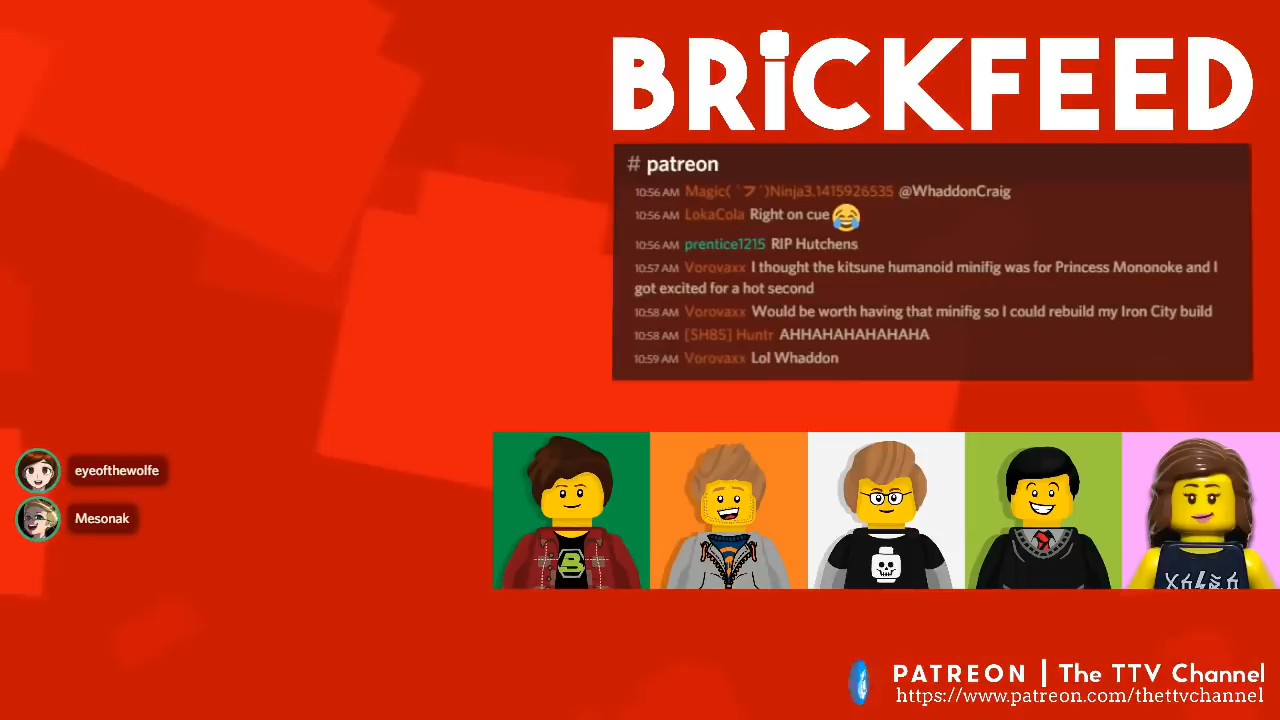 BRiCKFEED
# patreon
10:56 AM Magic( ´フ`)Ninja3.1415926535 @WhaddonCraig
10:56 AM LokaCola Right on cue 😂
10:56 AM prentice1215 RIP Hutchens
10:57 AM Vorovaxx I thought the kitsune humanoid minifig was for Princess Mononoke and I
got excited for a hot second
10:58 AM Vorovaxx Would be worth having that minifig so I could rebuild my Iron City build
10:58 AM [SH85] Huntr AHHAHAHAHAHAHA
10:59 AM Vorovaxx Lol Whaddon
eyeofthewolfe
Mesonak
B
PATREON | The TTV Channel
https://www.patreon.com/thettvchannel